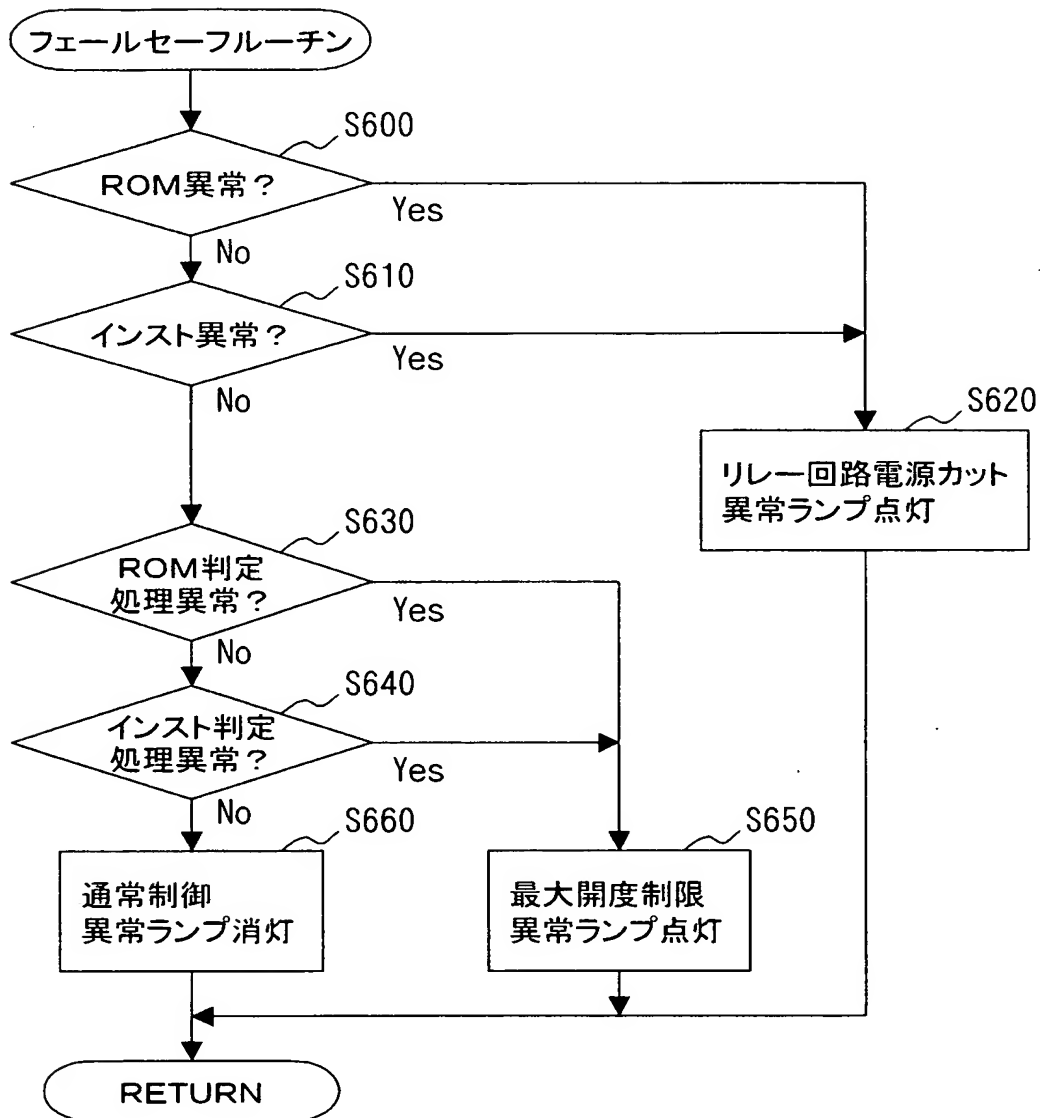 フェールセーフルーチン
S600
ROM異常？
Yes
No
S610
インスト異常？
Yes
No
S620
リレー回路電源カット
異常ランプ点灯
S630
ROM判定
処理異常？
Yes
No
S640
インスト判定
処理異常？
Yes
No
S660
通常制御
異常ランプ消灯
S650
最大開度制限
異常ランプ点灯
RETURN